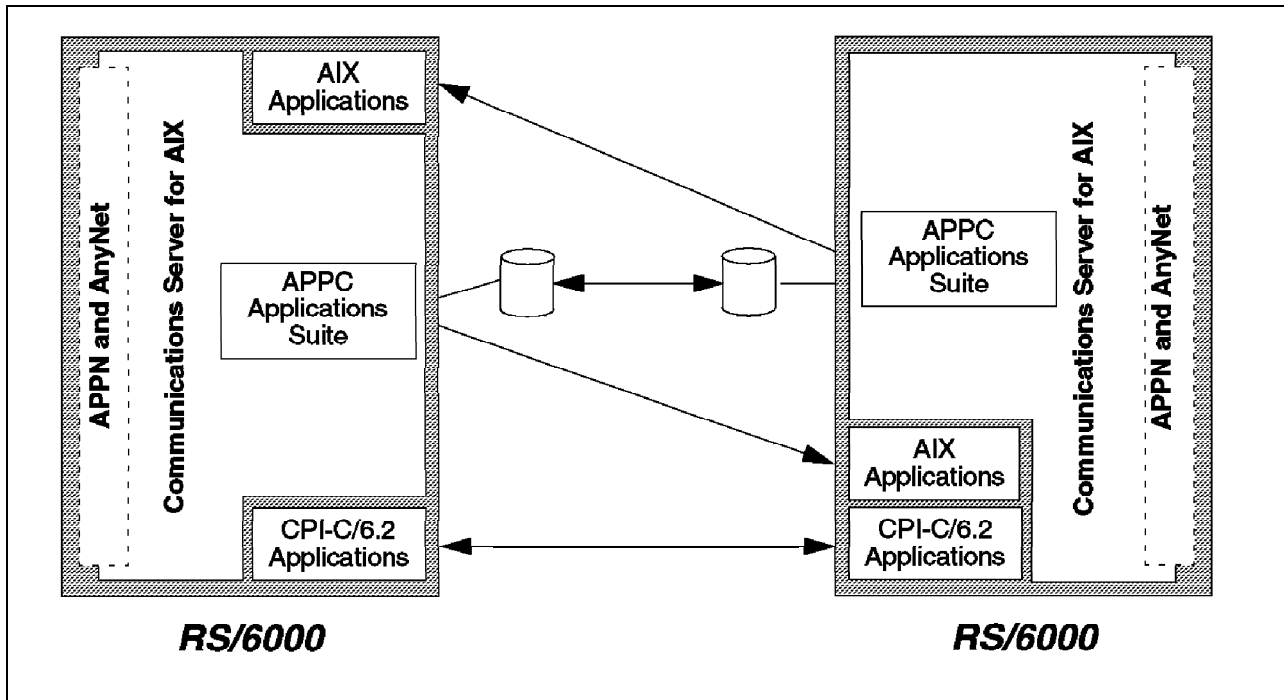 APPN and AnyNet
Communications Server for AIX
AIX
Applications
APPC
Applications
Suite
CPI-C/6.2
Applications
RS/6000
APPC
Applications
Suite
AIX
Applications
CPI-C/6.2
Applications
Communications Server for AIX
APPN and AnyNet
RS/6000